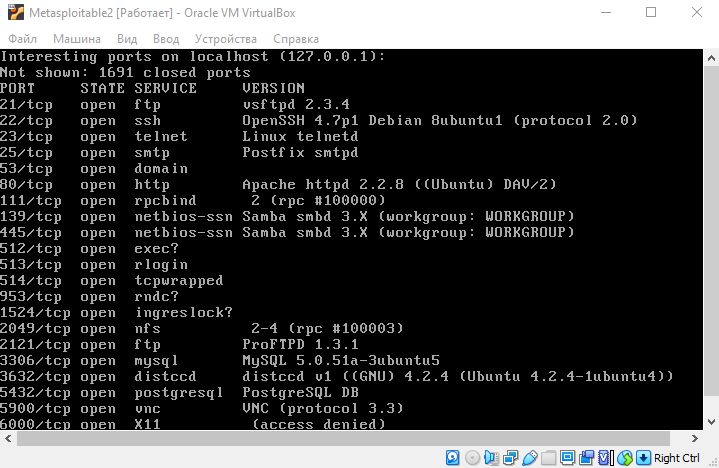 Metasploitable2 [Работает] - Oracle VM VirtualBox
Файл Машина Вид Ввод Устройства Справка
Interesting ports on localhost (127.0.0.1):
Not shown: 1691 closed ports
PORT STATE SERVICE VERSION
21/tcp open ftp vsftpd 2.3.4
22/tcp open ssh OpenSSH 4.7p1 Debian 8ubuntu1 (protocol 2.0)
23/tcp open telnet Linux telnetd
25/tcp open smtp Postfix smtpd
53/tcp open domain
80/tcp open http Apache httpd 2.2.8 ((Ubuntu) DAV/2)
111/tcp open rpcbind 2 (rpc #100000)
139/tcp open netbios-ssn Samba smbd 3.X (workgroup: WORKGROUP)
445/tcp open netbios-ssn Samba smbd 3.X (workgroup: WORKGROUP)
512/tcp open exec?
513/tcp open rlogin
514/tcp open tcpwrapped
953/tcp open rndc?
1524/tcp open ingreslock?
2049/tcp open nfs 2-4 (rpc #100003)
2121/tcp open ftp ProFTPD 1.3.1
3306/tcp open mysql MySQL 5.0.51a-3ubuntu5
3632/tcp open distccd distccd v1 ((GNU) 4.2.4 (Ubuntu 4.2.4-1ubuntu4))
5432/tcp open postgresql PostgreSQL DB
5900/tcp open vnc VNC (protocol 3.3)
6000/tcp open X11 (access denied)
Right Ctrl